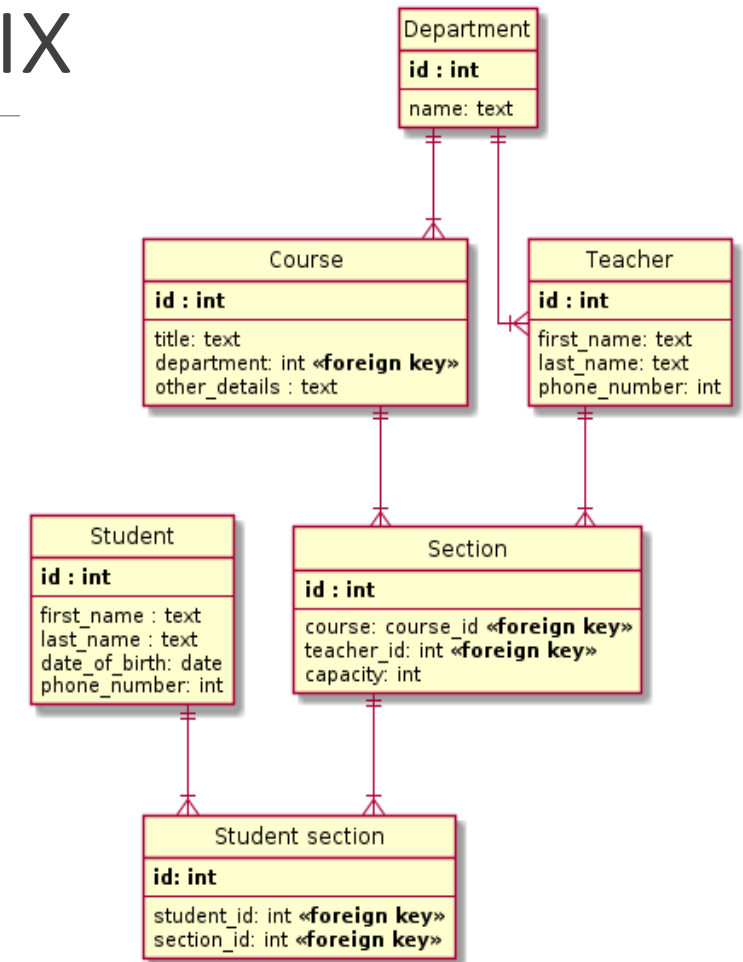 IX
Department
id : int
name: text
Course
id : int
title: text
department: int «foreign key»
other_details : text
Teacher
id : int
first_name: text
last_name: text
phone_number: int
Student
id : int
first_name : text
last_name : text
date_of_birth: date
phone_number: int
Section
id : int
course: course_id «foreign key»
teacher_id: int «foreign key»
capacity: int
Student section
id: int
student_id: int «foreign key»
section_id: int «foreign key»